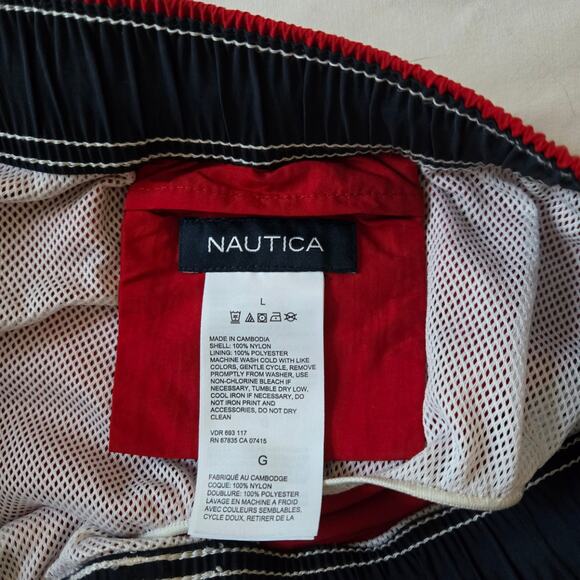 NAUTICA
L
MADE IN CAMBODIA
SHELL: 100% NYLON
LINING: 100% POLYESTER
MACHINE WASH COLD WITH LIKE
COLORS, GENTLE CYCLE, REMOVE
PROMPTLY FROM WASHER, USE
NON-CHLORINE BLEACH IF
NECESSARY, TUMBLE DRY LOW,
COOL IRON IF NECESSARY, DO
NOT IRON PRINT AND
ACCESSORIES, DO NOT DRY
CLEAN
VDR 693 117
RN 67835 CA 07415
G
FABRIQUÉ AU CAMBODGE
COQUE: 100% NYLON
DOUBLURE: 100% POLYESTER
LAVAGE EN MACHINE A FROID
AVEC COULEURS SEMBLABLES,
CYCLE DOUX, RETIRER DE LA